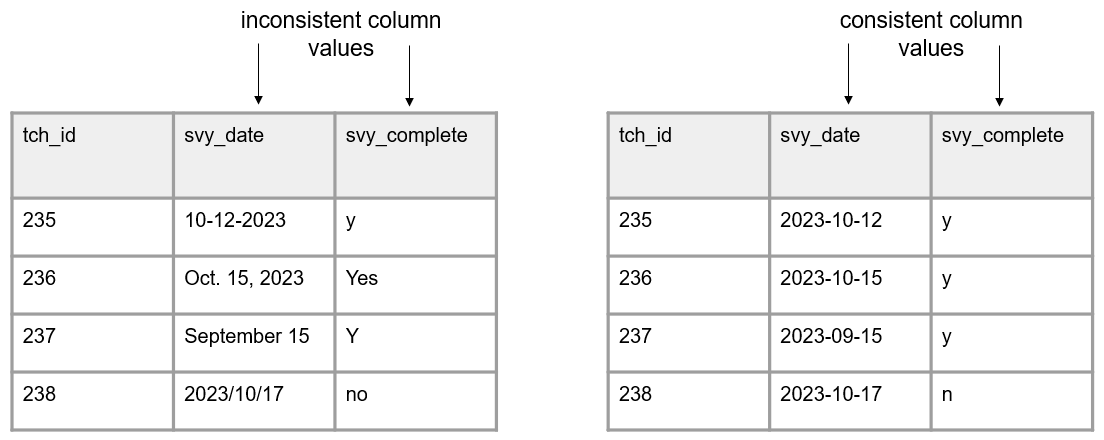 inconsistent column
values
tch_id svy_date svy_complete
235 10-12-2023 y
236 Oct. 15, 2023 Yes
237 September 15 Y
238 2023/10/17 no
consistent column
values
tch_id svy_date svy_complete
235 2023-10-12 y
236 2023-10-15 y
237 2023-09-15 y
238 2023-10-17 n